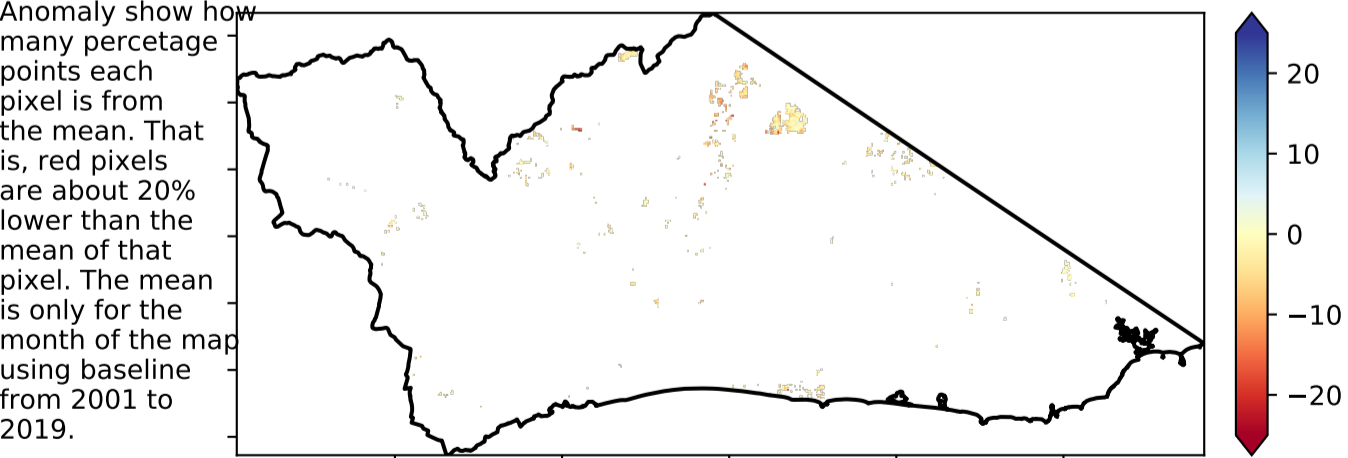 Anomaly show how
many percetage
points each
pixel is from
the mean. That
is, red pixels
are about 20%
lower than the
mean of that
pixel. The mean
is only for the
month of the map
using baseline
from 2001 to
2019.
20
10
0
−10
−20